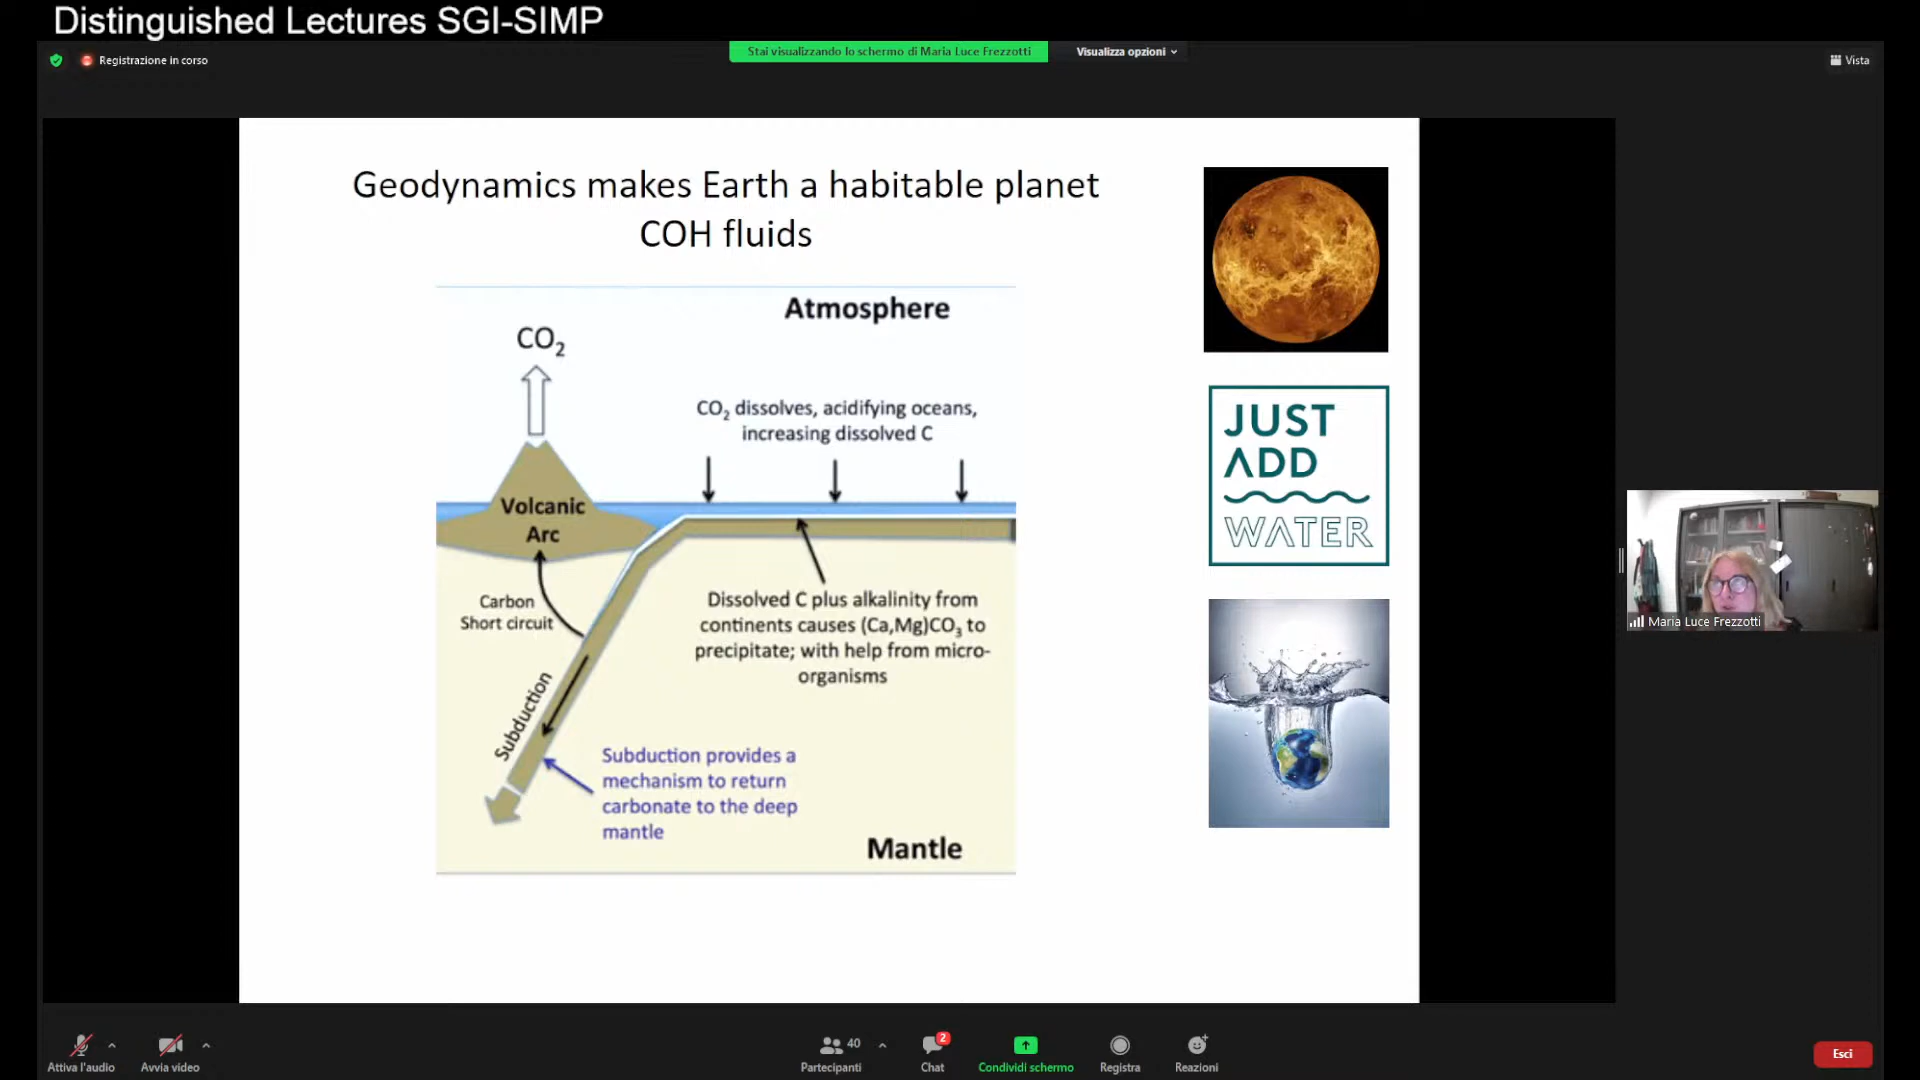 Distinguished Lectures SGI-SIMP
Registrazione in corso
Stai visualizzando lo schermo di Maria Luce Frezzotti
Visualizza opzioni
Vista
Geodynamics makes Earth a habitable planet
COH fluids
Atmosphere
CO₂
CO₂ dissolves, acidifying oceans,
increasing dissolved C
Volcanic
Arc
Carbon
Short circuit
Dissolved C plus alkalinity from
continents causes (Ca,Mg)CO₃ to
precipitate; with help from micro-
organisms
Subduction
Subduction provides a
mechanism to return
carbonate to the deep
mantle
Mantle
JUST
ADD
WATER
Maria Luce Frezzotti
Attiva l'audio
Avvia video
40
Partecipanti
2
Chat
Condividi schermo
Registra
Reazioni
Esci